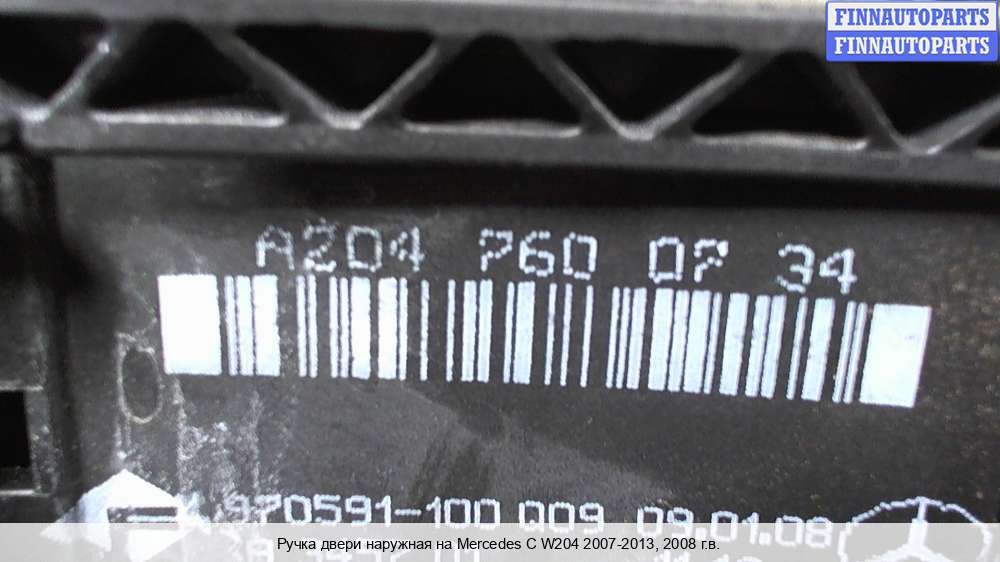 FINNAUTOPARTS
FINNAUTOPARTS
A204 760 07 34
970591-100 Q09 09.01.08
Ручка двери наружная на Mercedes C W204 2007-2013, 2008 г.в.